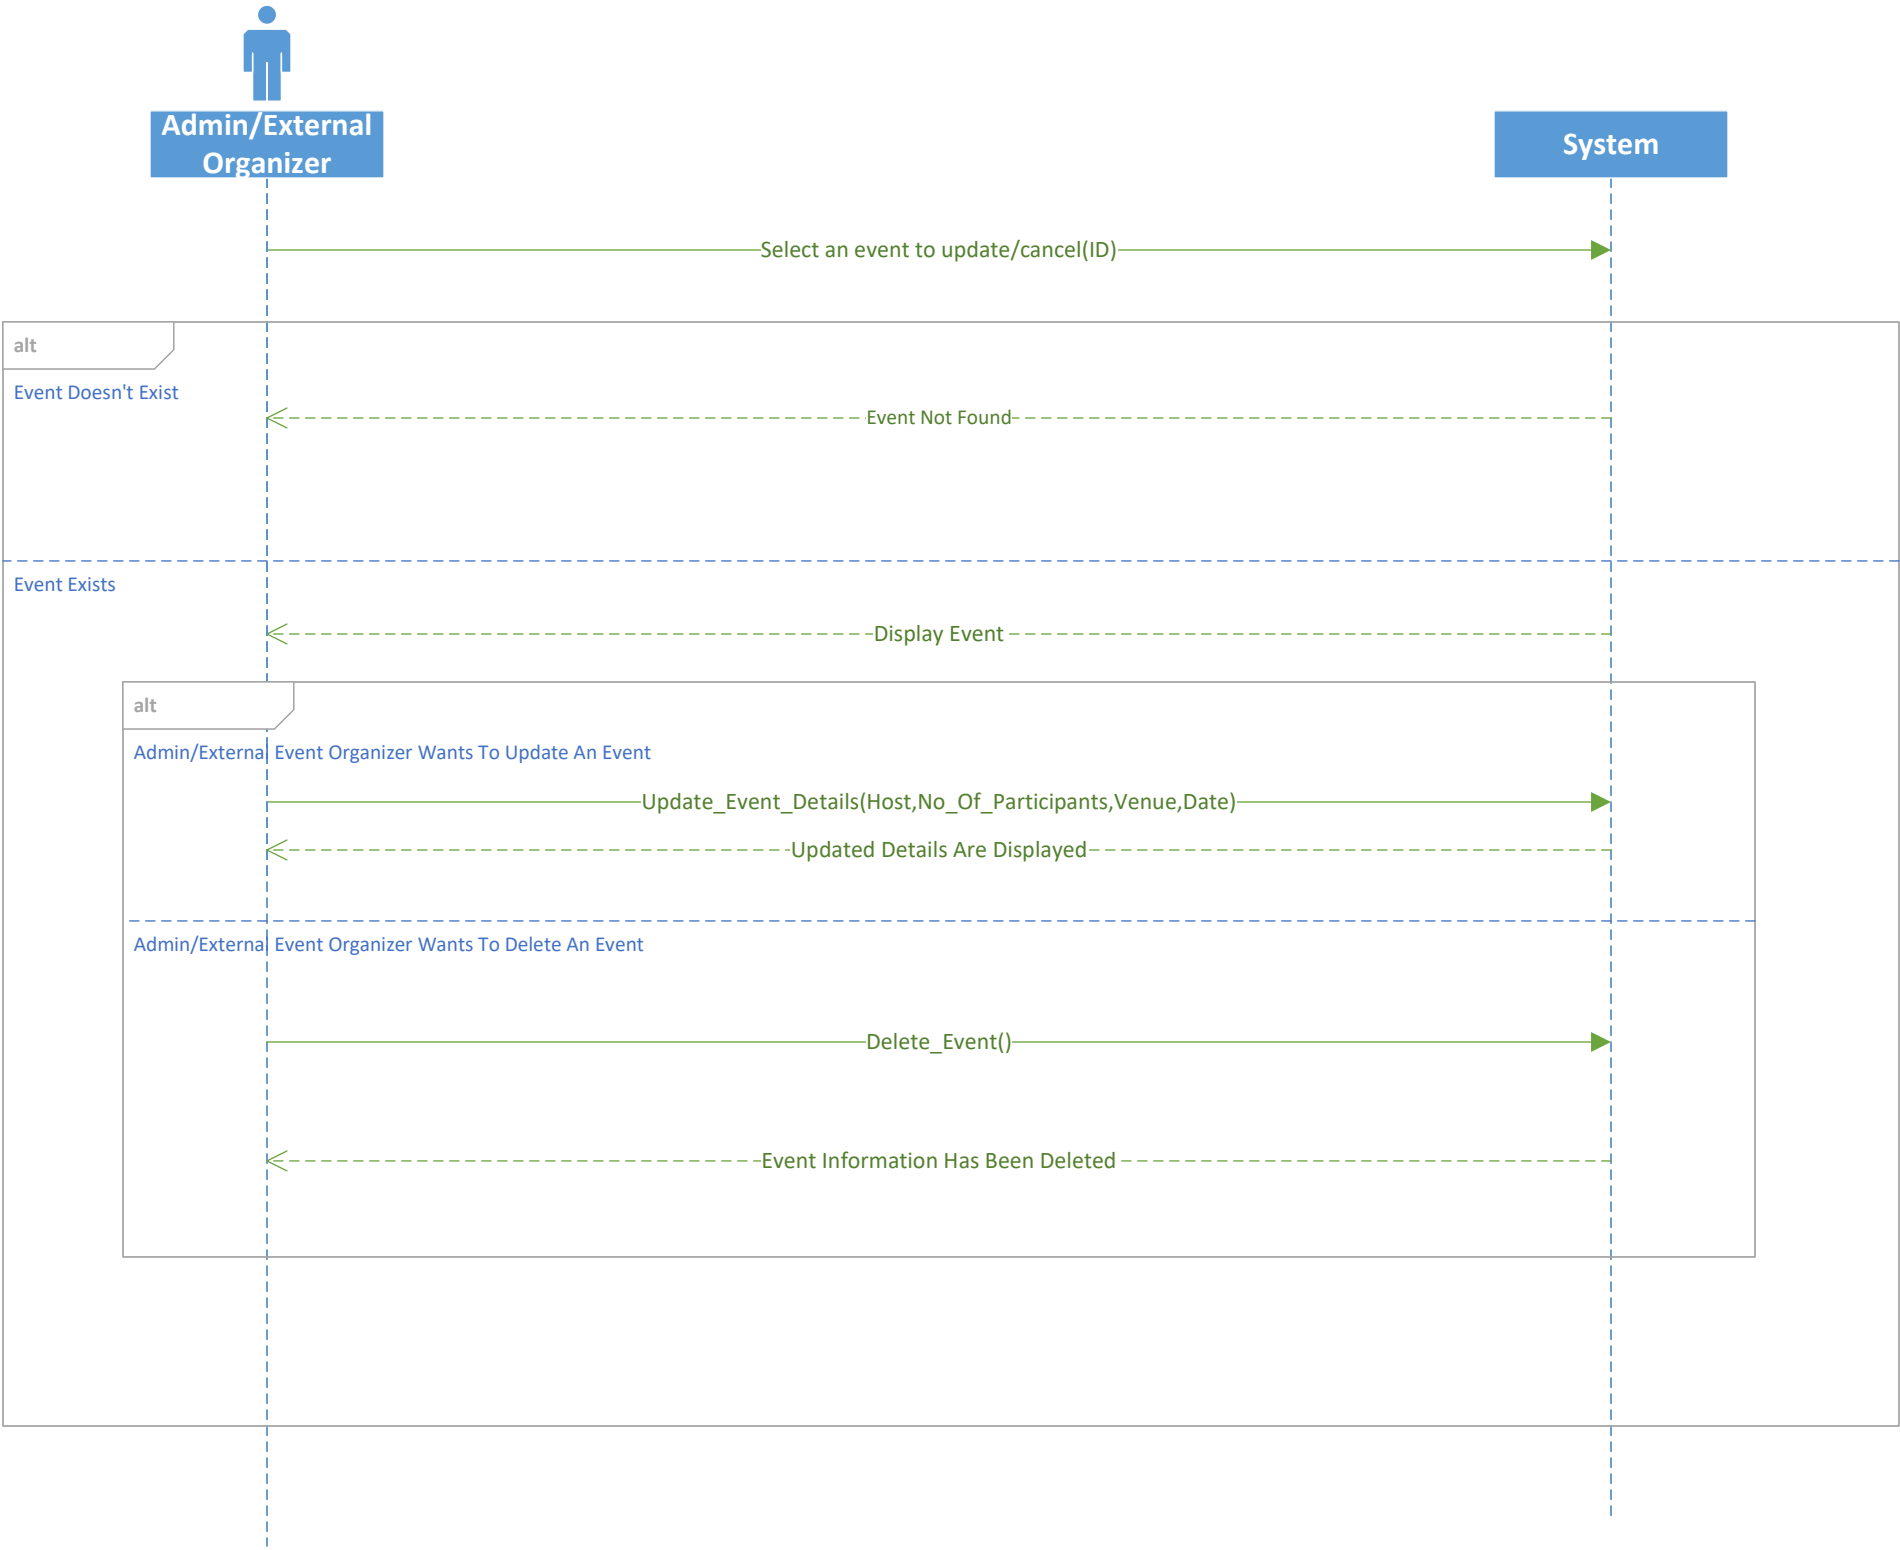 Admin/External
Organizer
System
Select an event to update/cancel(ID)
alt
Event Doesn't Exist
Event Not Found
Event Exists
Display Event
alt
Admin/External Event Organizer Wants To Update An Event
Update_Event_Details(Host,No_Of_Participants,Venue,Date)
Updated Details Are Displayed
Admin/External Event Organizer Wants To Delete An Event
Delete_Event()
Event Information Has Been Deleted